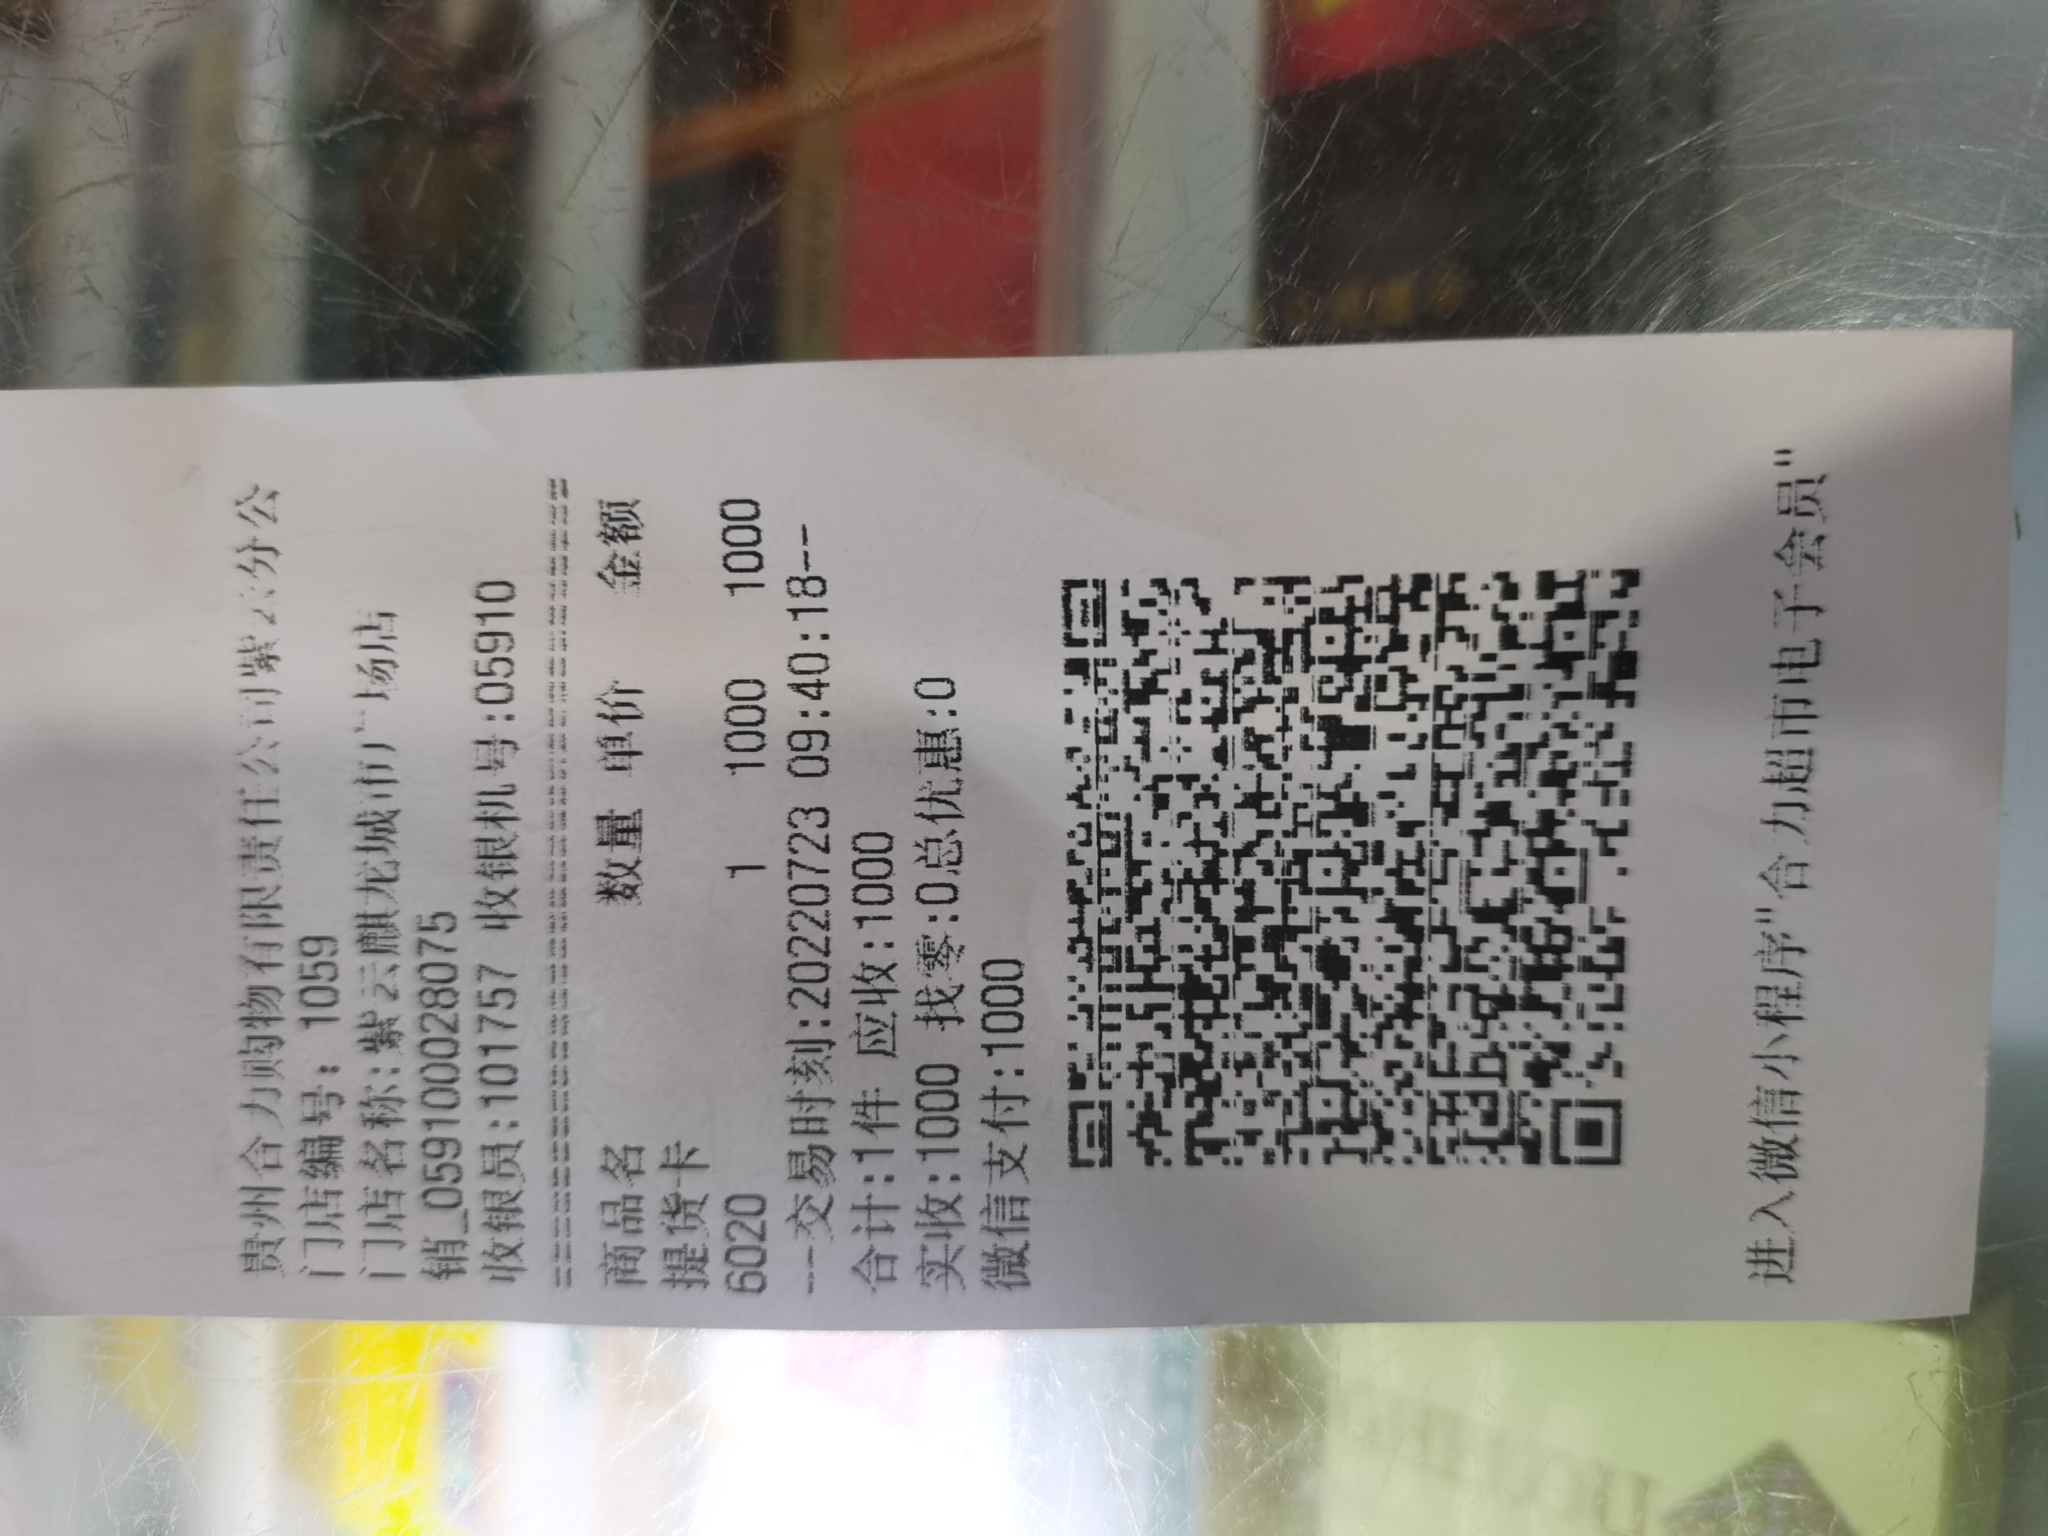 贵州合力购物有限责任公司紫云分公
门店编号: 1059
门店名称:紫云麒龙城市广场店
销_0591000028075
收银员:101757 收银机号:05910
商品名 数量 单价 金额
提货卡
6020 1 1000 1000
---交易时刻:20220723 09:40:18--
合计:1件 应收:1000
实收:1000 找零:0总优惠:0
微信支付:1000
进入微信小程序"合力超市电子会员"